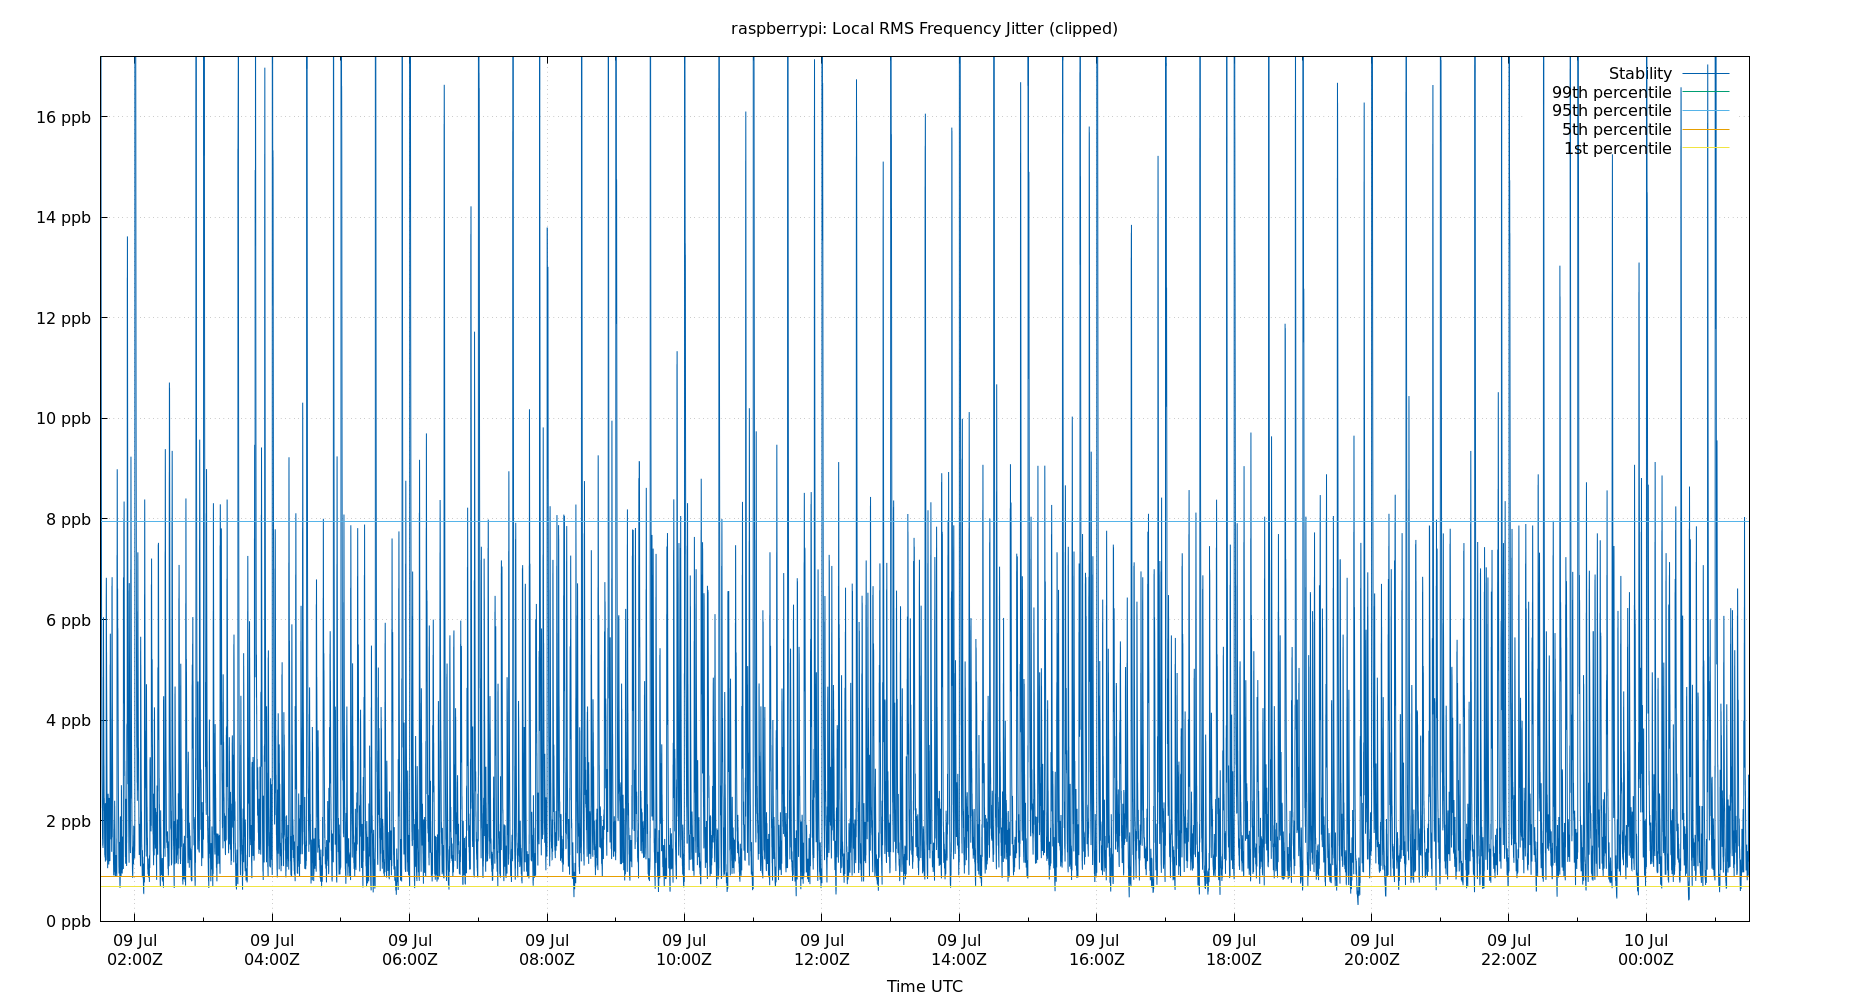 raspberrypi: Local RMS Frequency Jitter (clipped)
Stability
99th percentile
95th percentile
5th percentile
1st percentile
16 ppb
14 ppb
12 ppb
10 ppb
8 ppb
6 ppb
4 ppb
2 ppb
0 ppb
09 Jul 09 Jul 09 Jul 09 Jul 09 Jul 09 Jul 09 Jul 09 Jul 09 Jul 09 Jul 09 Jul 10 Jul
02:00Z 04:00Z 06:00Z 08:00Z 10:00Z 12:00Z 14:00Z 16:00Z 18:00Z 20:00Z 22:00Z 00:00Z
Time UTC